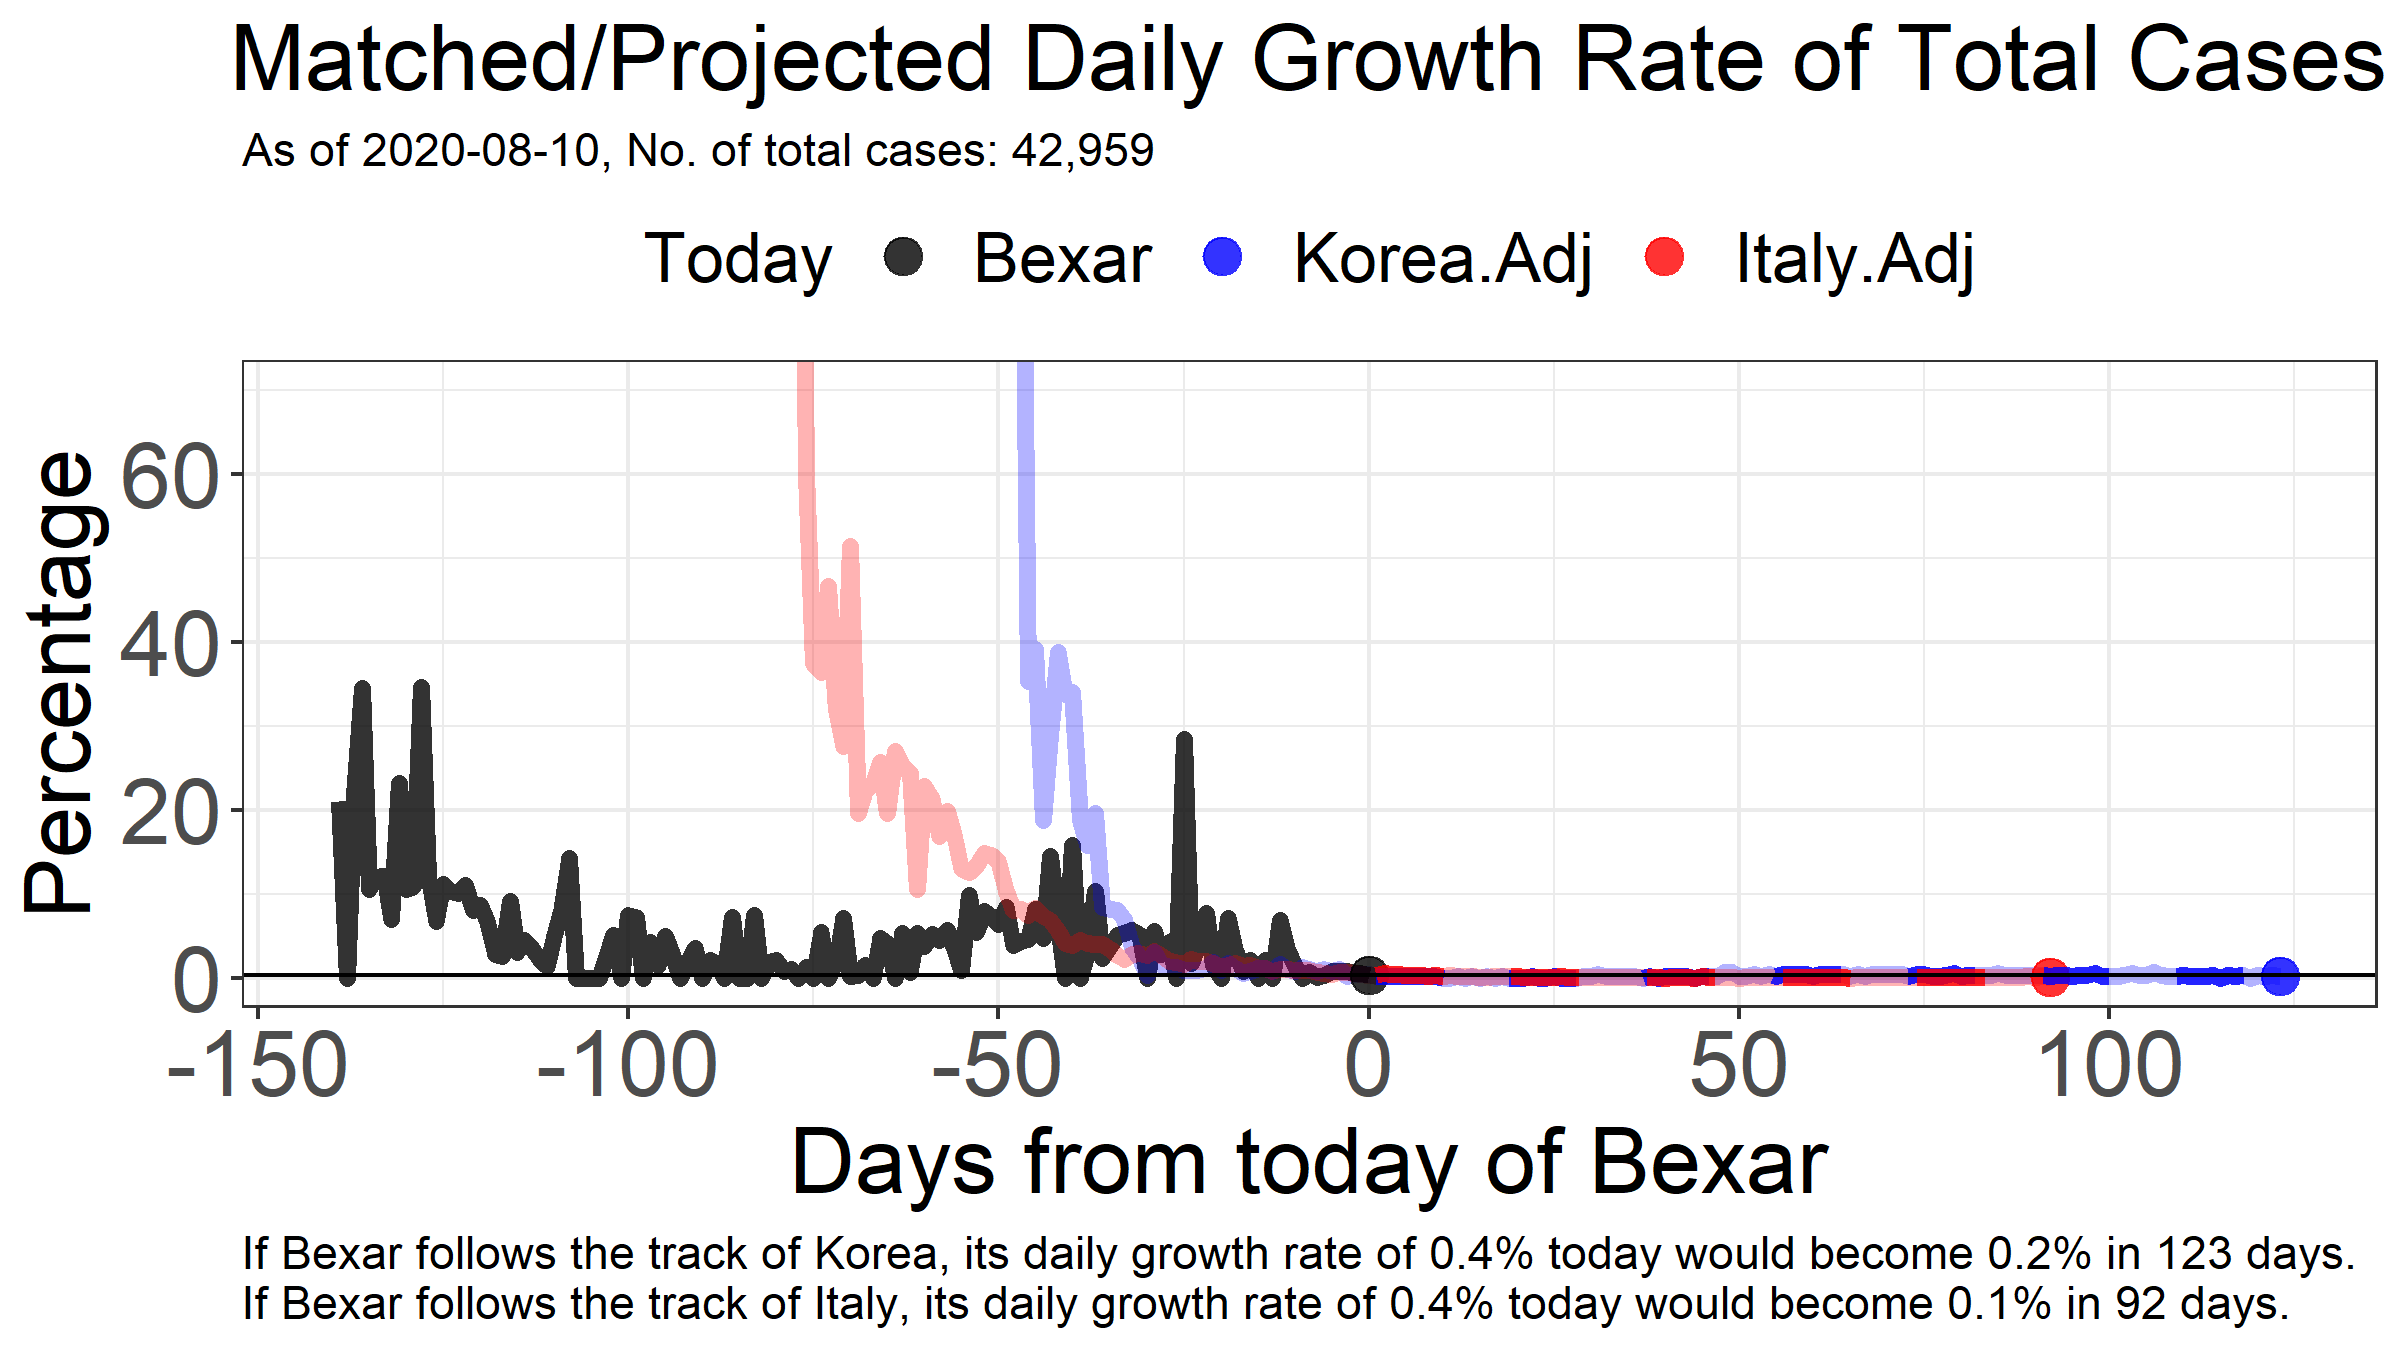 Matched/Projected Daily Growth Rate of Total Cases
As of 2020-08-10, No. of total cases: 42,959
Today Bexar Korea.Adj Italy.Adj
Percentage
60
40
20
0
-150 -100 -50 0 50 100
Days from today of Bexar
If Bexar follows the track of Korea, its daily growth rate of 0.4% today would become 0.2% in 123 days.
If Bexar follows the track of Italy, its daily growth rate of 0.4% today would become 0.1% in 92 days.